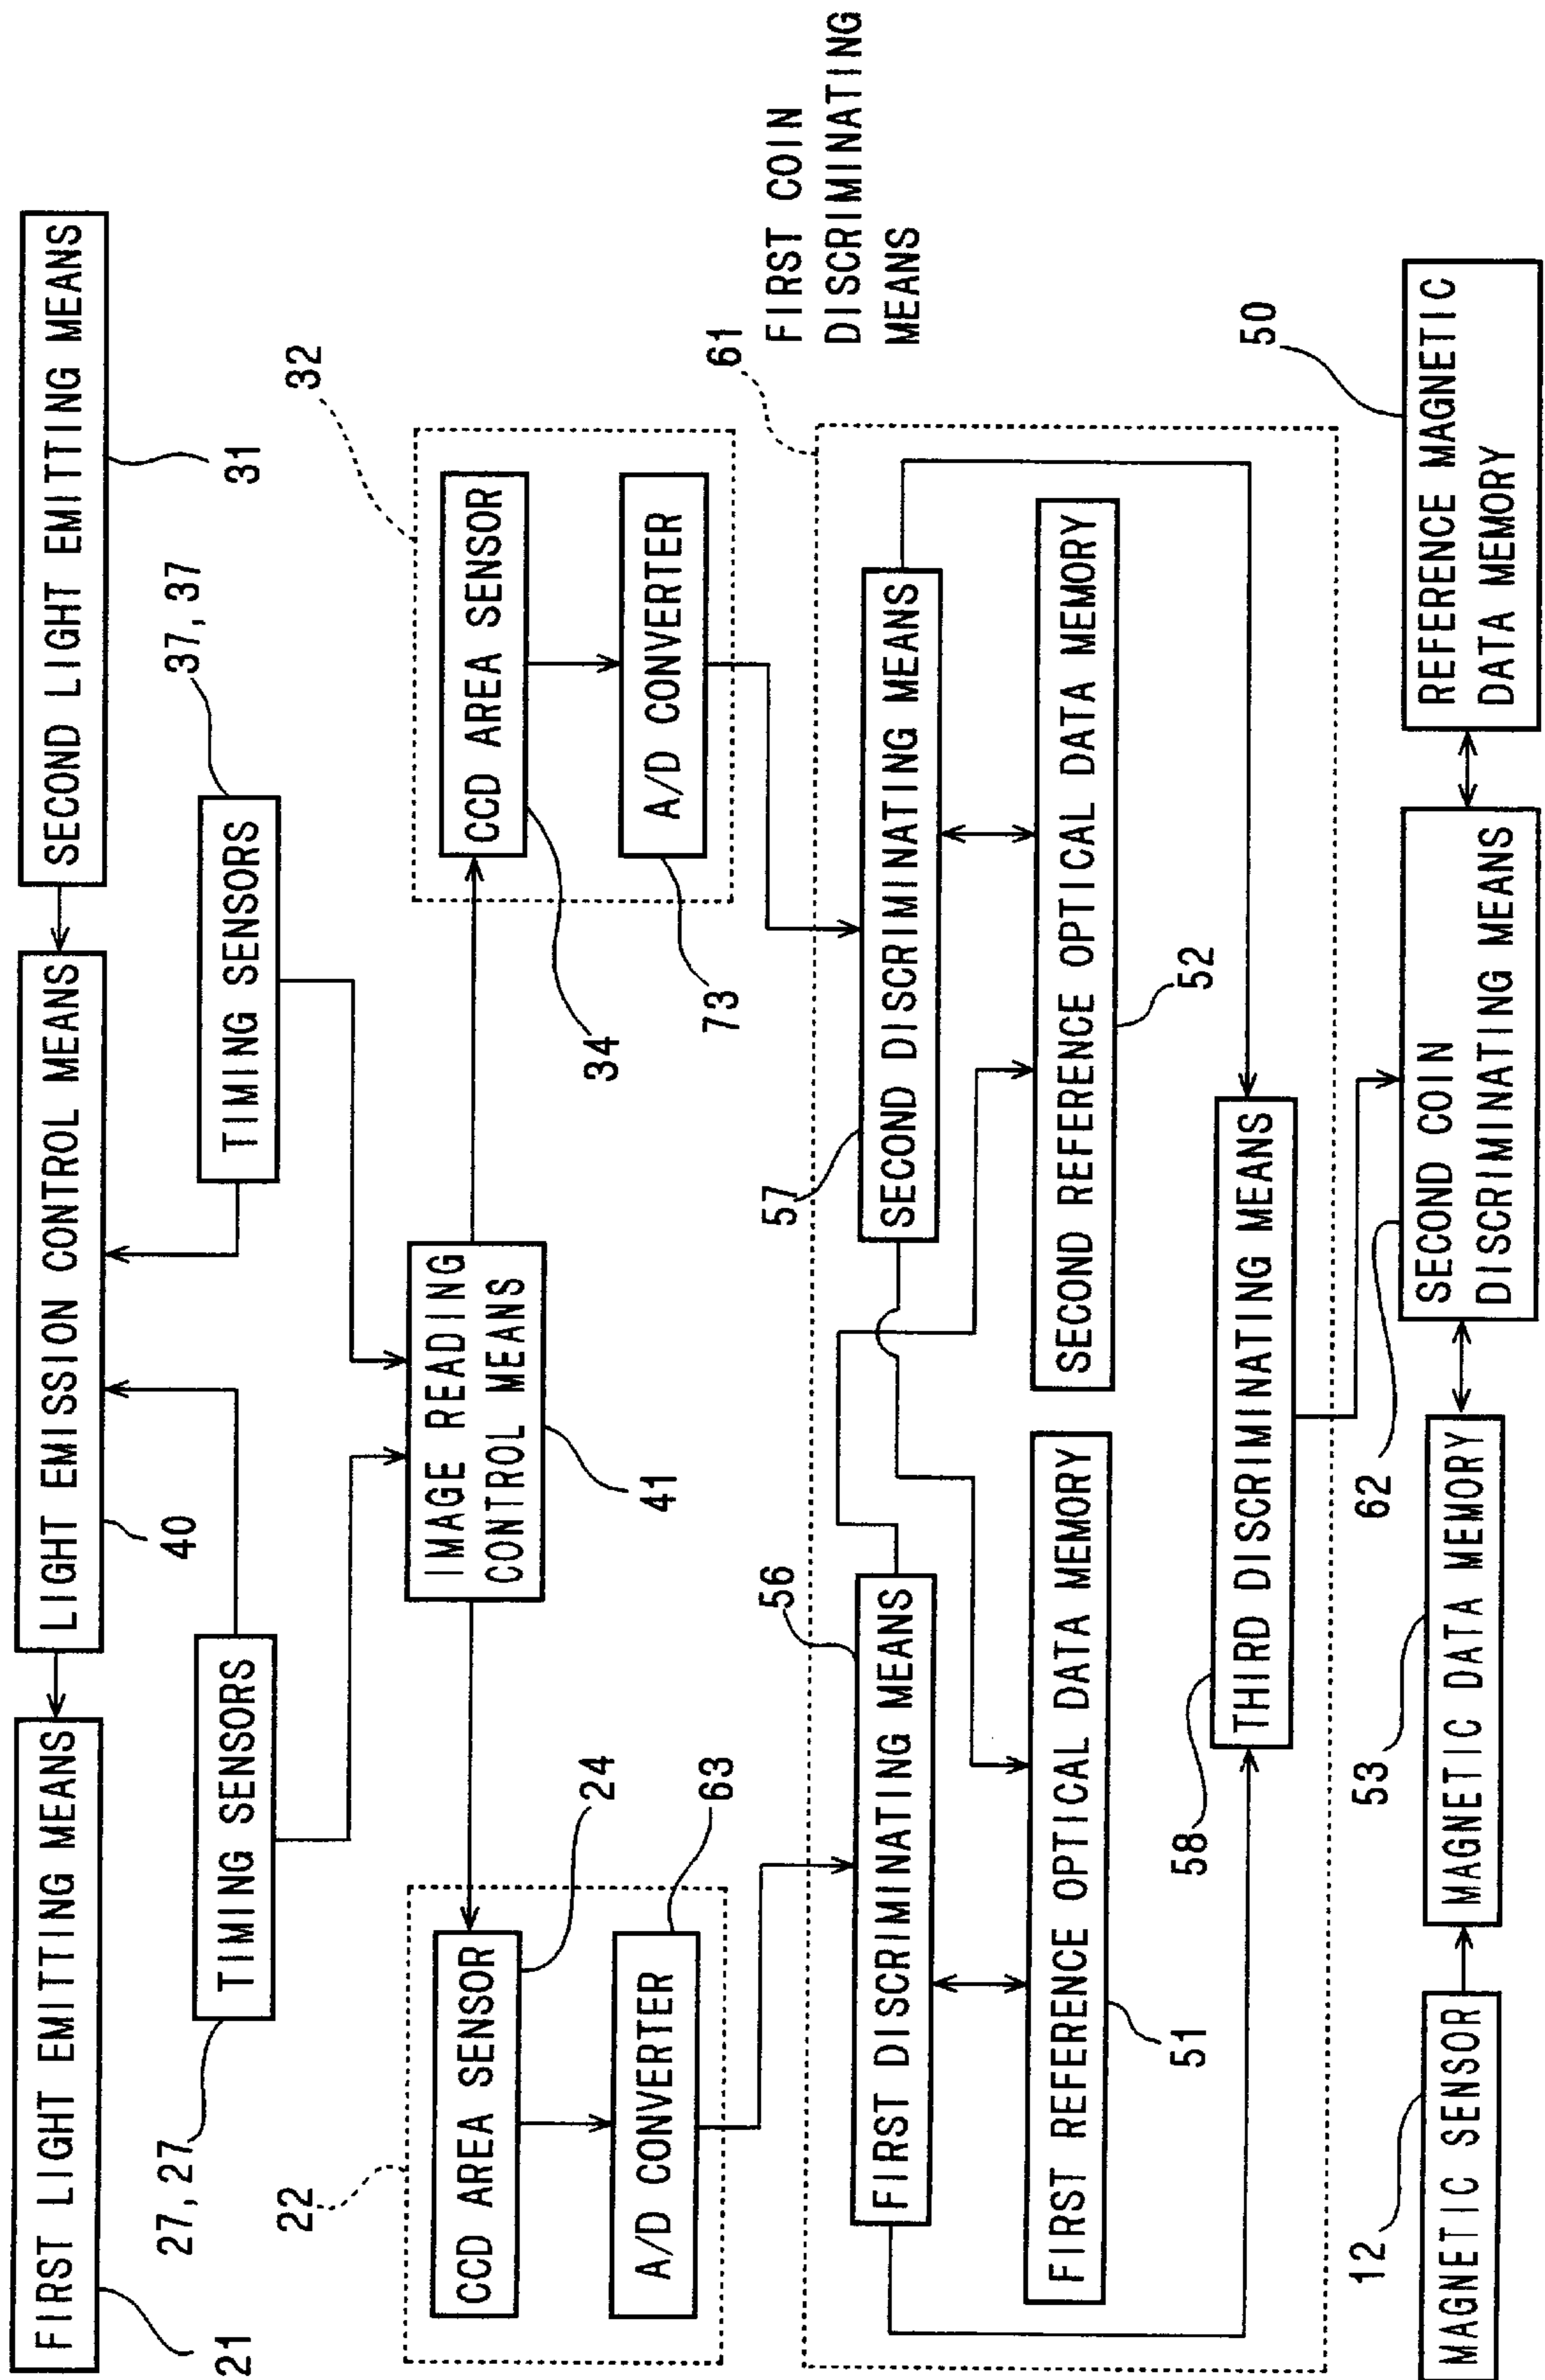 FIRST LIGHT EMITTING MEANS
21
LIGHT EMISSION CONTROL MEANS
40
SECOND LIGHT EMITTING MEANS
31
27, 27
TIMING SENSORS
TIMING SENSORS
37, 37
22
CCD AREA SENSOR
24
A/D CONVERTER
63
IMAGE READING
CONTROL MEANS
41
32
CCD AREA SENSOR
34
A/D CONVERTER
73
61
FIRST COIN
DISCRIMINATING
MEANS
56
FIRST DISCRIMINATING MEANS
57
SECOND DISCRIMINATING MEANS
FIRST REFERENCE OPTICAL DATA MEMORY
51
SECOND REFERENCE OPTICAL DATA MEMORY
52
58
THIRD DISCRIMINATING MEANS
12
MAGNETIC SENSOR
53
MAGNETIC DATA MEMORY
62
SECOND COIN
DISCRIMINATING MEANS
50
REFERENCE MAGNETIC
DATA MEMORY